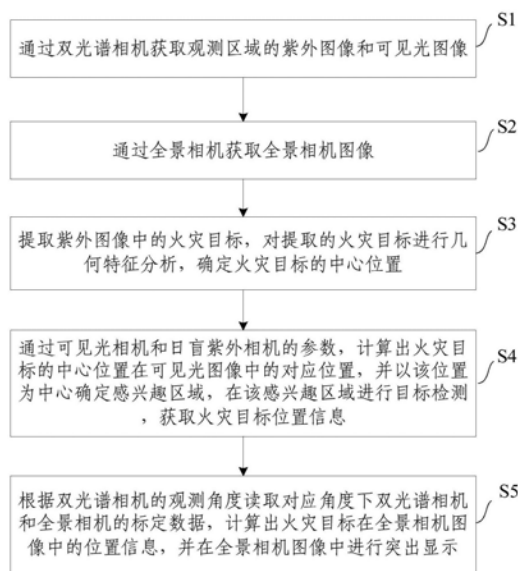 S1
通过双光谱相机获取观测区域的紫外图像和可见光图像
S2
通过全景相机获取全景相机图像
S3
提取紫外图像中的火灾目标，对提取的火灾目标进行几
何特征分析，确定火灾目标的中心位置
S4
通过可见光相机和日盲紫外相机的参数，计算出火灾目
标的中心位置在可见光图像中的对应位置，并以该位置
为中心确定感兴趣区域，在该感兴趣区域进行目标检测
，获取火灾目标位置信息
S5
根据双光谱相机的观测角度读取对应角度下双光谱相机
和全景相机的标定数据，计算出火灾目标在全景相机图
像中的位置信息，并在全景相机图像中进行突出显示